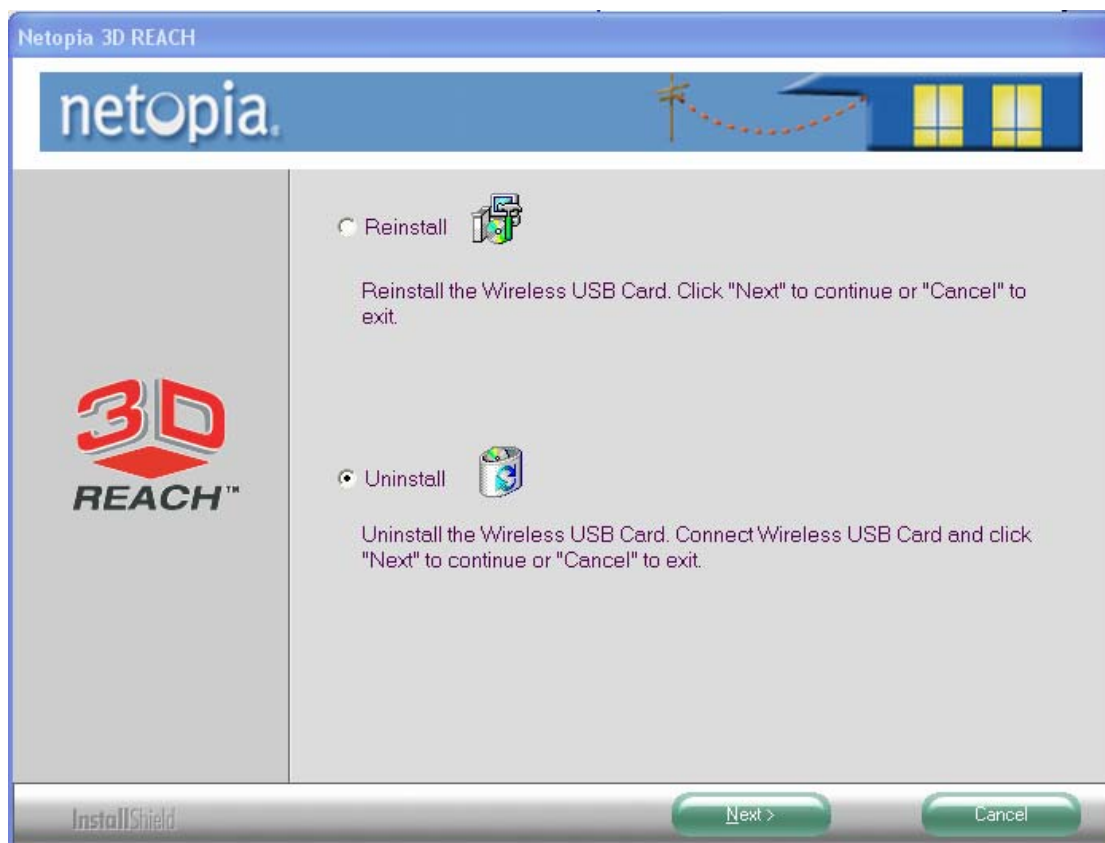 Netopia 3D REACH
netopia.
Reinstall
Reinstall the Wireless USB Card. Click "Next" to continue or "Cancel" to
exit.
3D
REACH™
Uninstall
Uninstall the Wireless USB Card. Connect Wireless USB Card and click
"Next" to continue or "Cancel" to exit.
InstallShield
Next >
Cancel